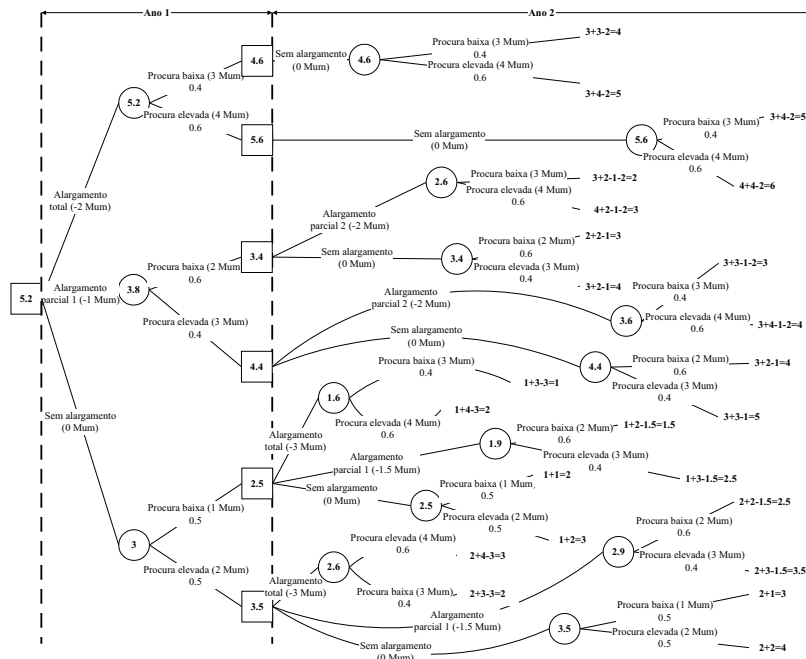 Ano 1
Ano 2
5.2
Alargamento
total (-2 Mum)
5.2
Procura baixa (3 Mum)
0.4
Procura elevada (4 Mum)
0.6
4.6
Sem alargamento
(0 Mum)
4.6
Procura baixa (3 Mum)
0.4
3+3-2=4
Procura elevada (4 Mum)
0.6
3+4-2=5
5.6
Sem alargamento
(0 Mum)
5.6
Procura baixa (3 Mum)
0.4
3+4-2=5
Procura elevada (4 Mum)
0.6
4+4-2=6
Alargamento
parcial 1 (-1 Mum)
3.8
Procura baixa (2 Mum)
0.6
Procura elevada (3 Mum)
0.4
3.4
Alargamento
parcial 2 (-2 Mum)
2.6
Procura baixa (3 Mum)
0.4
3+2-1-2=2
Procura elevada (4 Mum)
0.6
4+2-1-2=3
Sem alargamento
(0 Mum)
3.4
Procura baixa (2 Mum)
0.6
2+2-1=3
Procura elevada (3 Mum)
0.4
3+2-1=4
4.4
Alargamento
parcial 2 (-2 Mum)
3.6
Procura baixa (3 Mum)
0.4
3+3-1-2=3
Procura elevada (4 Mum)
0.6
3+4-1-2=4
Sem alargamento
(0 Mum)
4.4
Procura baixa (2 Mum)
0.6
3+2-1=4
Procura elevada (3 Mum)
0.4
3+3-1=5
Sem alargamento
(0 Mum)
3
Procura baixa (1 Mum)
0.5
Procura elevada (2 Mum)
0.5
2.5
Alargamento
total (-3 Mum)
1.6
Procura baixa (3 Mum)
0.4
1+3-3=1
Procura elevada (4 Mum)
0.6
1+4-3=2
Alargamento
parcial 1 (-1.5 Mum)
1.9
Procura baixa (2 Mum)
0.6
1+2-1.5=1.5
Procura elevada (3 Mum)
0.4
1+3-1.5=2.5
Sem alargamento
(0 Mum)
2.5
Procura baixa (1 Mum)
0.5
1+1=2
Procura elevada (2 Mum)
0.5
1+2=3
3.5
Alargamento
total (-3 Mum)
2.6
Procura elevada (4 Mum)
0.6
2+4-3=3
Procura baixa (3 Mum)
0.4
2+3-3=2
Alargamento
parcial 1 (-1.5 Mum)
2.9
Procura baixa (2 Mum)
0.6
2+2-1.5=2.5
Procura elevada (3 Mum)
0.4
2+3-1.5=3.5
Sem alargamento
(0 Mum)
3.5
Procura baixa (1 Mum)
0.5
2+1=3
Procura elevada (2 Mum)
0.5
2+2=4